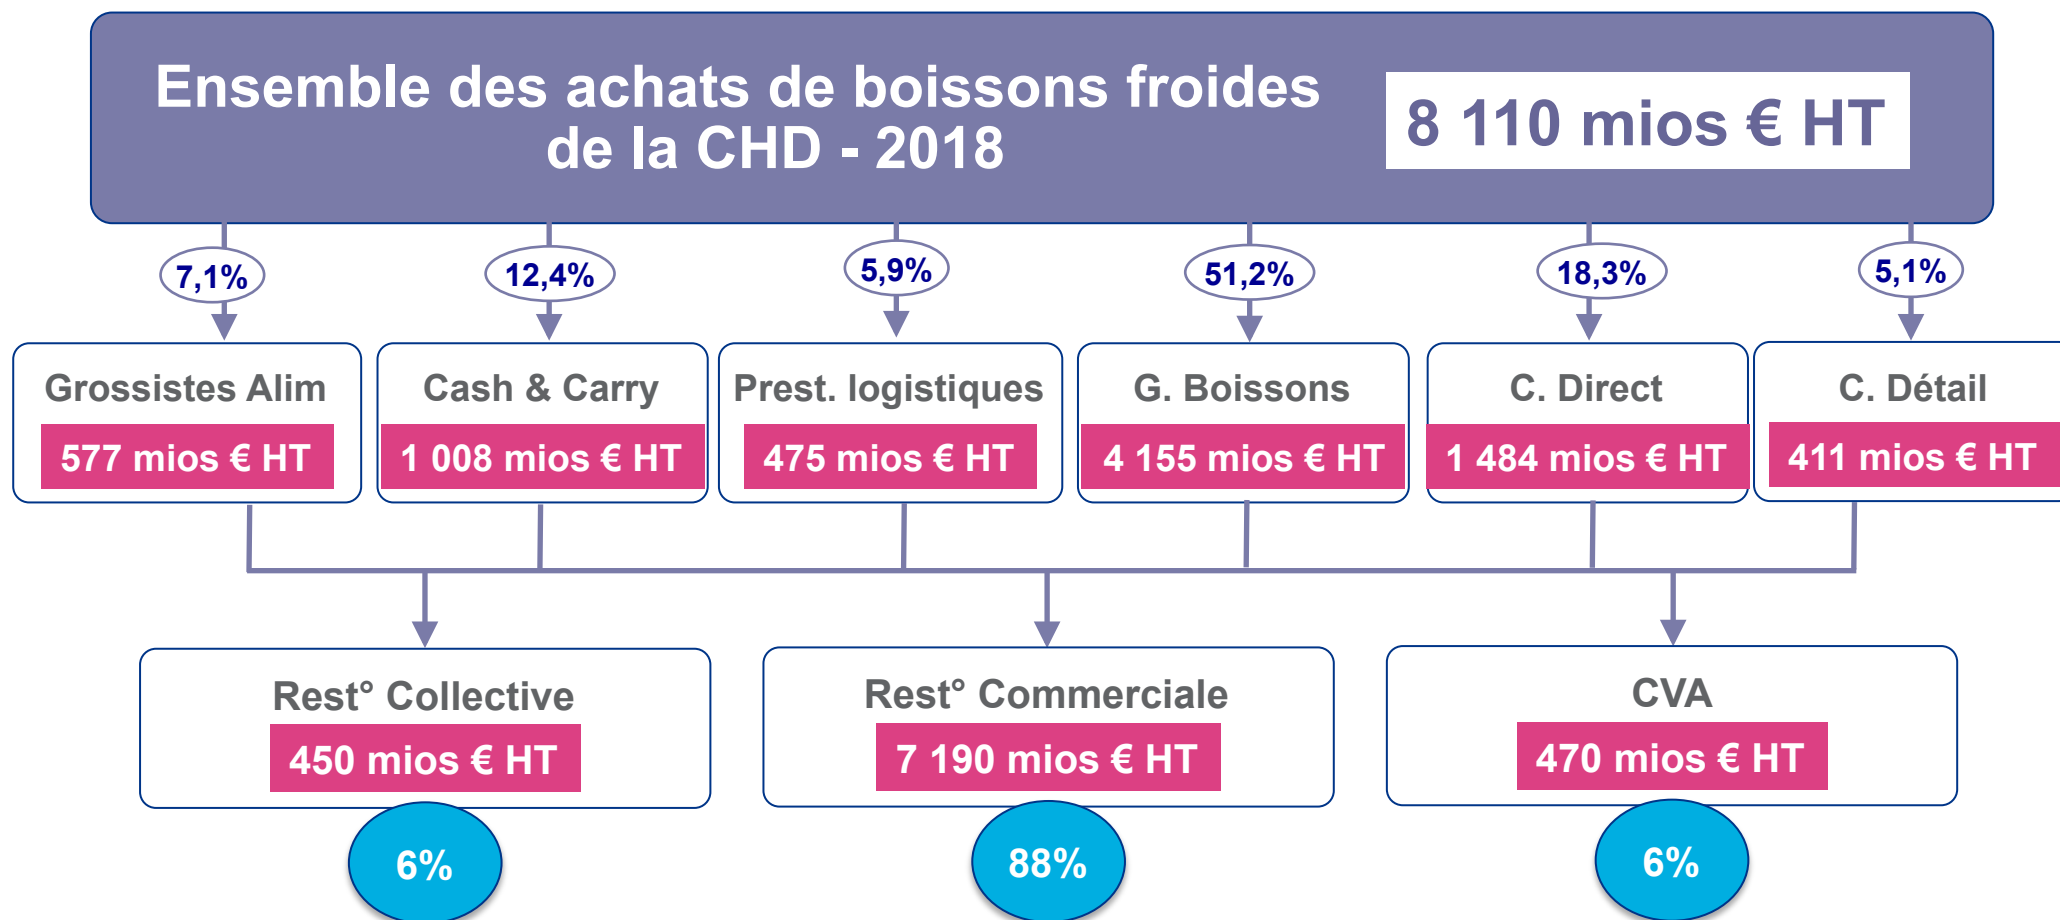 Ensemble des achats de boissons froides
de la CHD - 2018
8 110 mios € HT
7,1%
12,4%
5,9%
51,2%
18,3%
5,1%
Grossistes Alim
577 mios € HT
Cash & Carry
1 008 mios € HT
Prest. logistiques
475 mios € HT
G. Boissons
4 155 mios € HT
C. Direct
1 484 mios € HT
C. Détail
411 mios € HT
Rest° Collective
450 mios € HT
6%
Rest° Commerciale
7 190 mios € HT
88%
CVA
470 mios € HT
6%